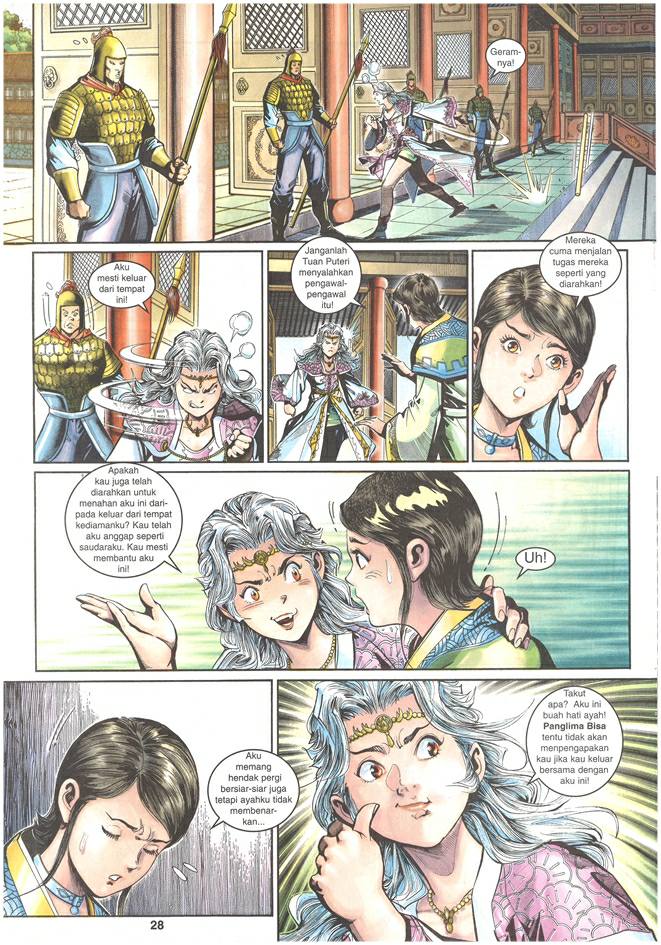 Geram-
nya!
Aku
mesti keluar
dari tempat
ini!
Janganlah
Tuan Puteri
menyalahkan
pengawal-
pengawal
itu!
Mereka
cuma menjalan
tugas mereka
seperti yang
diarahkan!
Apakah
kau juga telah
diarahkan untuk
menahan aku ini dari-
pada keluar dari tempat
kediamanku? Kau telah
aku anggap seperti
saudaraku. Kau mesti
membantu aku
ini!
Uh!
Aku
memang
hendak pergi
bersiar-siar juga
tetapi ayahku tidak
membenar-
kan...
Takut
apa? Aku ini
buah hati ayah!
Panglima Bisa
tentu tidak akan
menpengapakan
kau jika kau keluar
bersama dengan
aku ini!
28